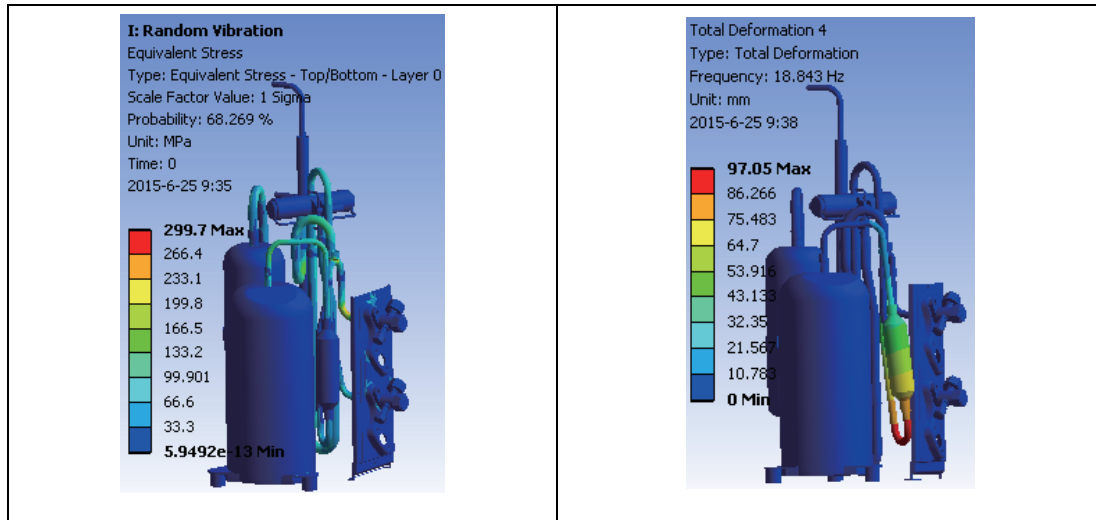 I: Random Vibration
Equivalent Stress
Type: Equivalent Stress - Top/Bottom - Layer 0
Scale Factor Value: 1 Sigma
Probability: 68.269 %
Unit: MPa
Time: 0
2015-6-25 9:35
299.7 Max
266.4
233.1
199.8
166.5
133.2
99.901
66.6
33.3
5.9492e-13 Min
Total Deformation 4
Type: Total Deformation
Frequency: 18.843 Hz
Unit: mm
2015-6-25 9:38
97.05 Max
86.266
75.483
64.7
53.916
43.133
32.35
21.567
10.783
0 Min